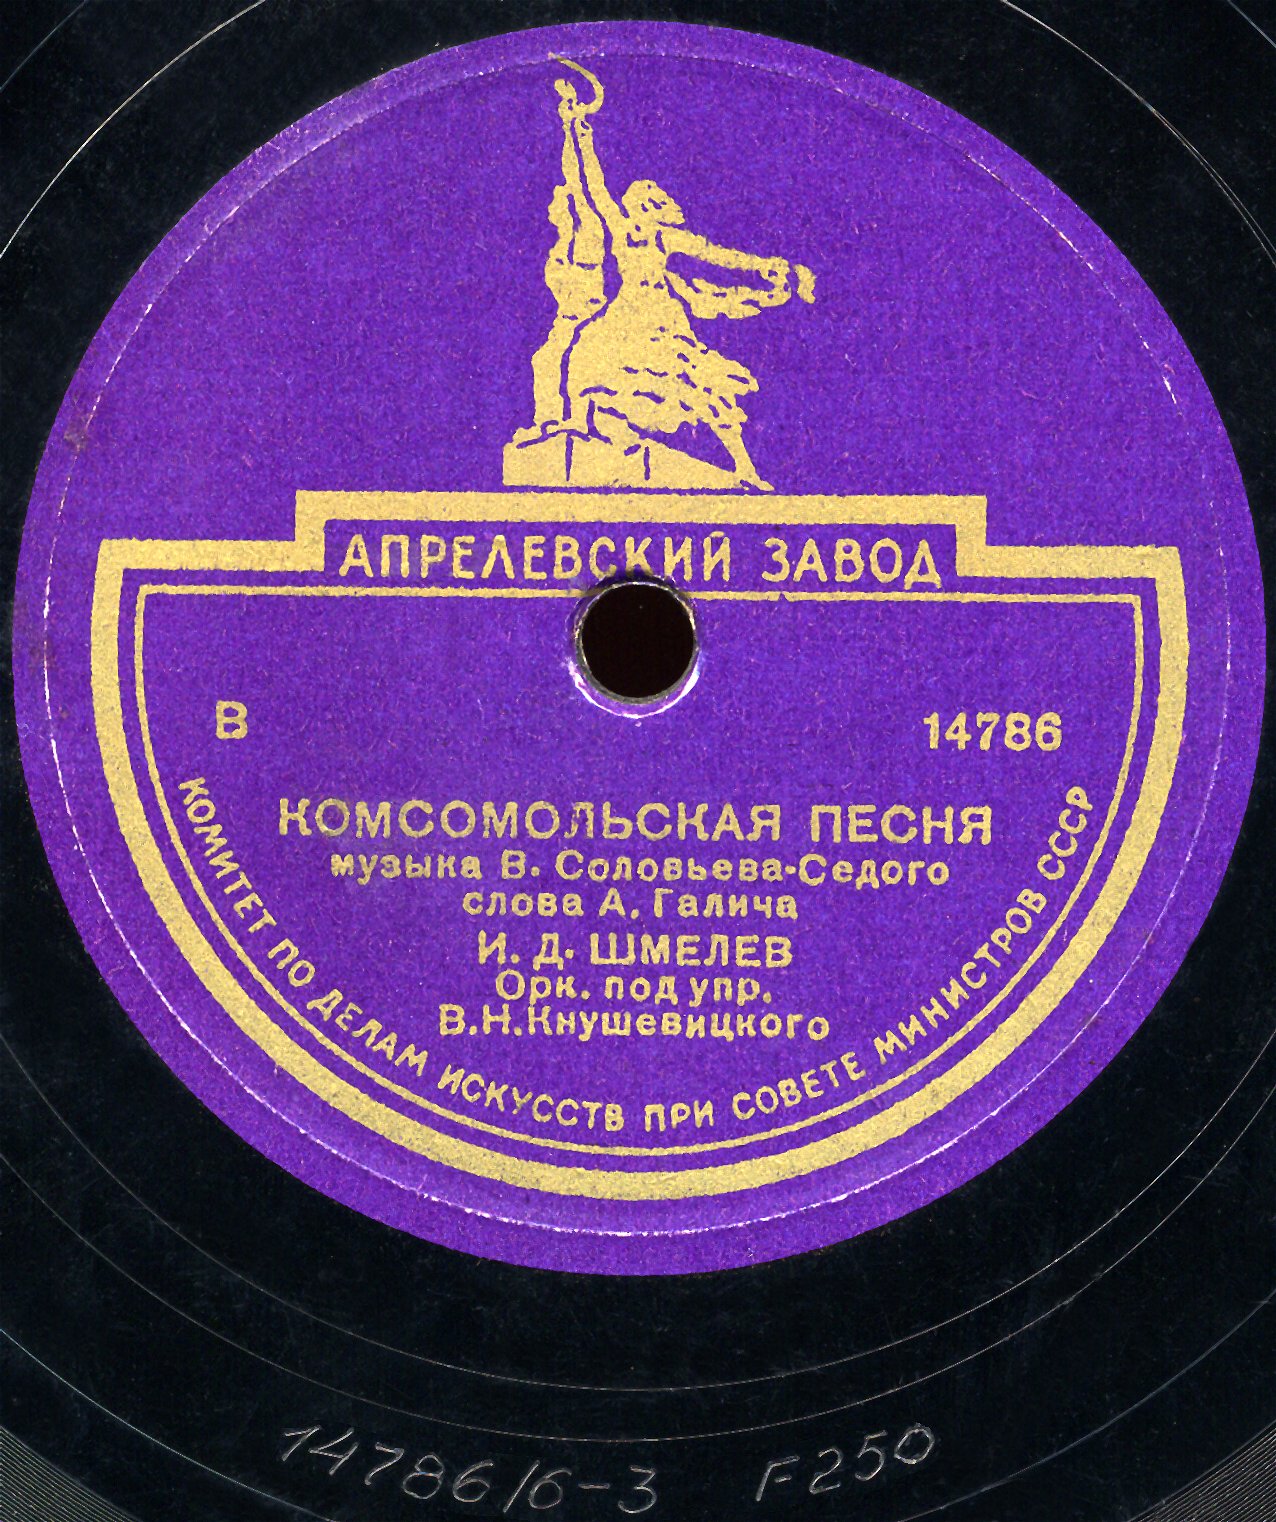 АПРЕЛЕВСКИЙ ЗАВОД
В 14786
КОМСОМОЛЬСКАЯ ПЕСНЯ
музыка В. Соловьева-Седого
слова А. Галича
И. Д. ШМЕЛЕВ
Орк. под упр.
В.Н.Кнушевицкого
КОМИТЕТ ПО ДЕЛАМ ИСКУССТВ ПРИ СОВЕТЕ МИНИСТРОВ СССР
14786/6-3 F250